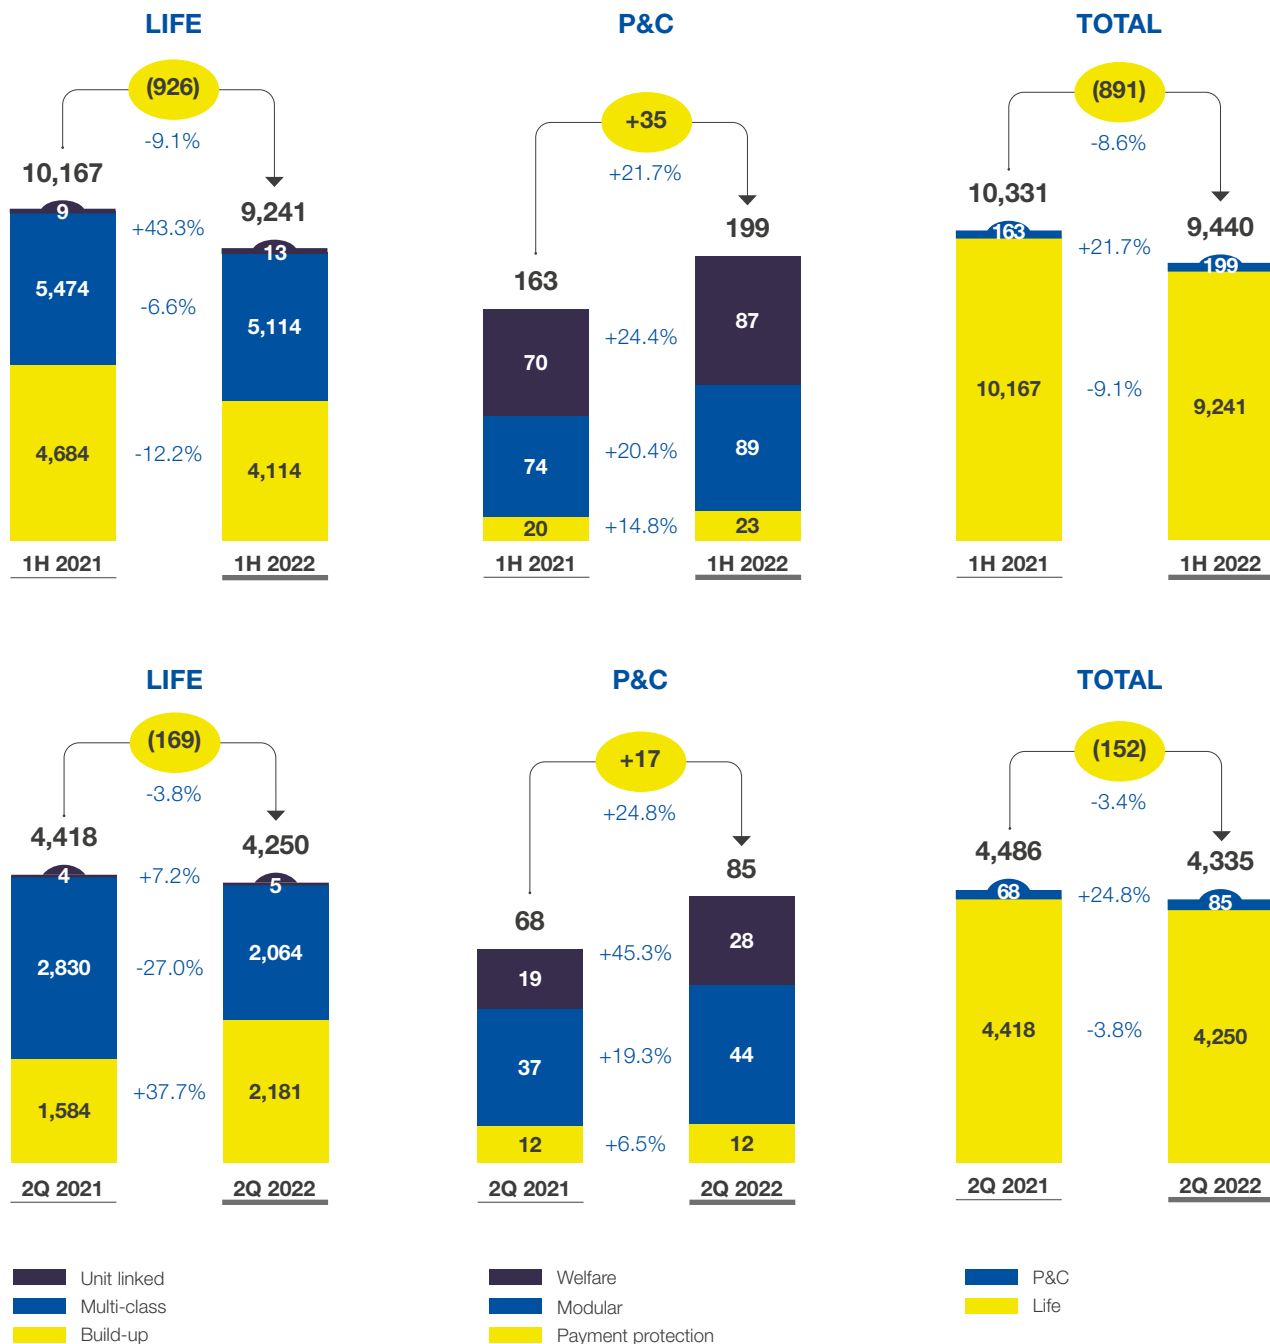 LIFE
(926)
-9.1%
10,167
9,241
9
+43.3%
13
5,474
-6.6%
5,114
4,684
-12.2%
4,114
1H 2021
1H 2022
P&C
+35
+21.7%
163
199
70
+24.4%
87
74
+20.4%
89
20
+14.8%
23
1H 2021
1H 2022
TOTAL
(891)
-8.6%
10,331
9,440
163
+21.7%
199
10,167
-9.1%
9,241
1H 2021
1H 2022
LIFE
(169)
-3.8%
4,418
4,250
4
+7.2%
5
2,830
-27.0%
2,064
1,584
+37.7%
2,181
2Q 2021
2Q 2022
P&C
+17
+24.8%
68
85
19
+45.3%
28
37
+19.3%
44
12
+6.5%
12
2Q 2021
2Q 2022
TOTAL
(152)
-3.4%
4,486
4,335
68
+24.8%
85
4,418
-3.8%
4,250
2Q 2021
2Q 2022
Unit linked
Multi-class
Build-up
Welfare
Modular
Payment protection
P&C
Life